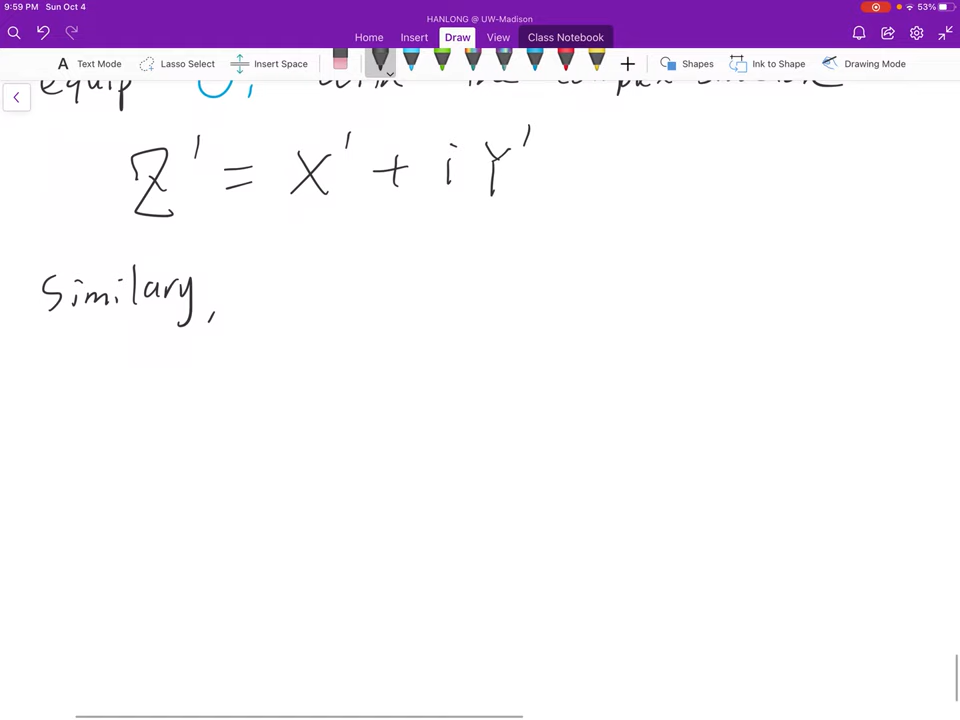 9:59 PM Sun Oct 4 53%
HANLONG @ UW-Madison
Home Insert Draw View Class Notebook
Text Mode Lasso Select Insert Space Shapes Ink to Shape Drawing Mode
equip
Z' = X' + i Y'
Similary,